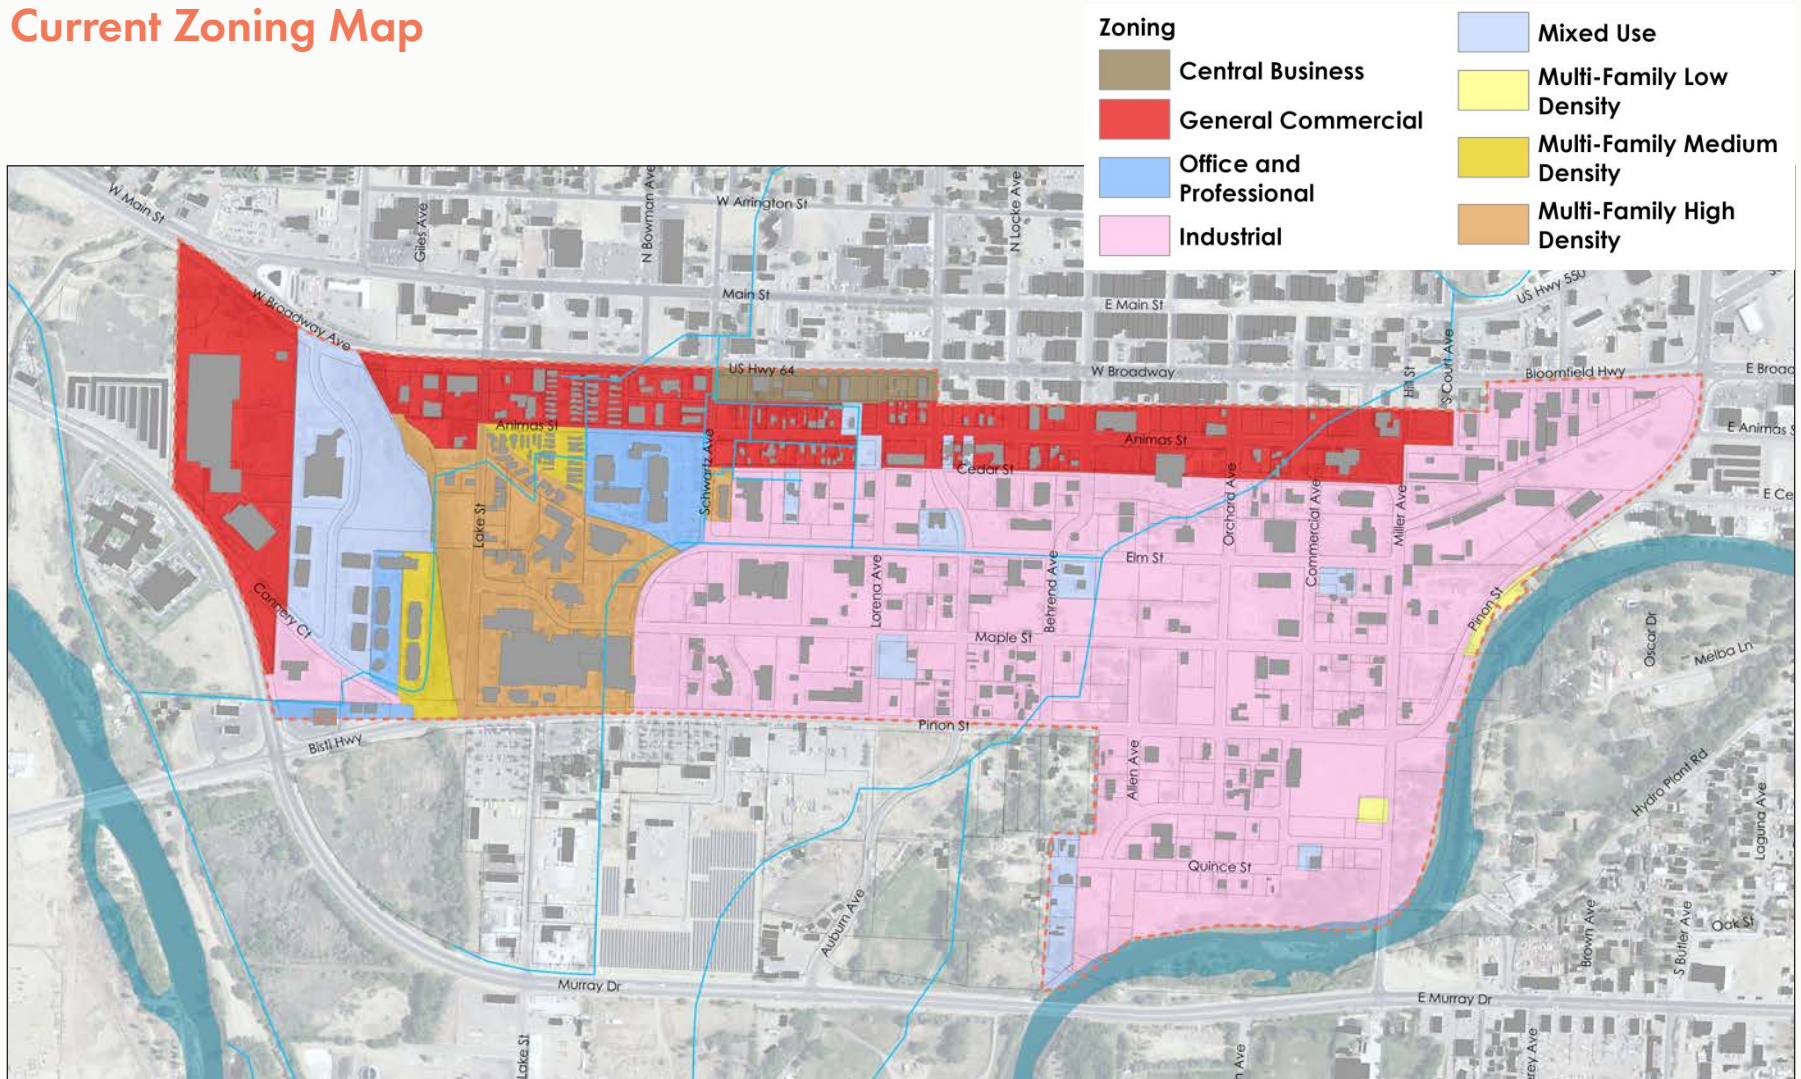 Current Zoning Map
Zoning
Central Business
General Commercial
Office and
Professional
Industrial
Mixed Use
Multi-Family Low
Density
Multi-Family Medium
Density
Multi-Family High
Density
W Main St
Giles Ave
N Bowman Ave
W Arrington St
N Locke Ave
Main St
E Main St
US Hwy 550
W Broadway Ave
US Hwy 64
W Broadway
Hill St
S Court Ave
Bloomfield Hwy
E Broad
Animas St
Animas St
E Animas S
Schwartz Ave
Cedar St
E Ce
Lake St
Orchard Ave
Commercial Ave
Miller Ave
Elm St
Lorena Ave
Behrend Ave
Cannery Ct
Maple St
Pinon St
Oscar Dr
Melba Ln
Pinon St
Bisti Hwy
Allen Ave
Hydro Plant Rd
Laguna Ave
Quince St
Auburn Ave
Brown Ave
S Butler Ave
Oak St
Murray Dr
E Murray Dr
Lake St
n Ave
rey Ave